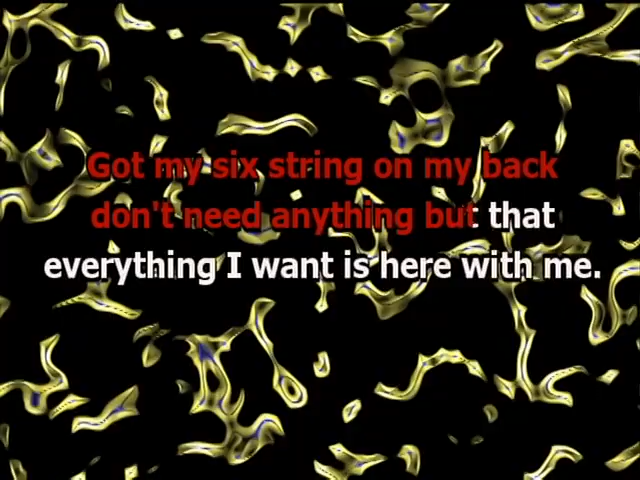 Got my six string on my back
don't need anything but that
everything I want is here with me.